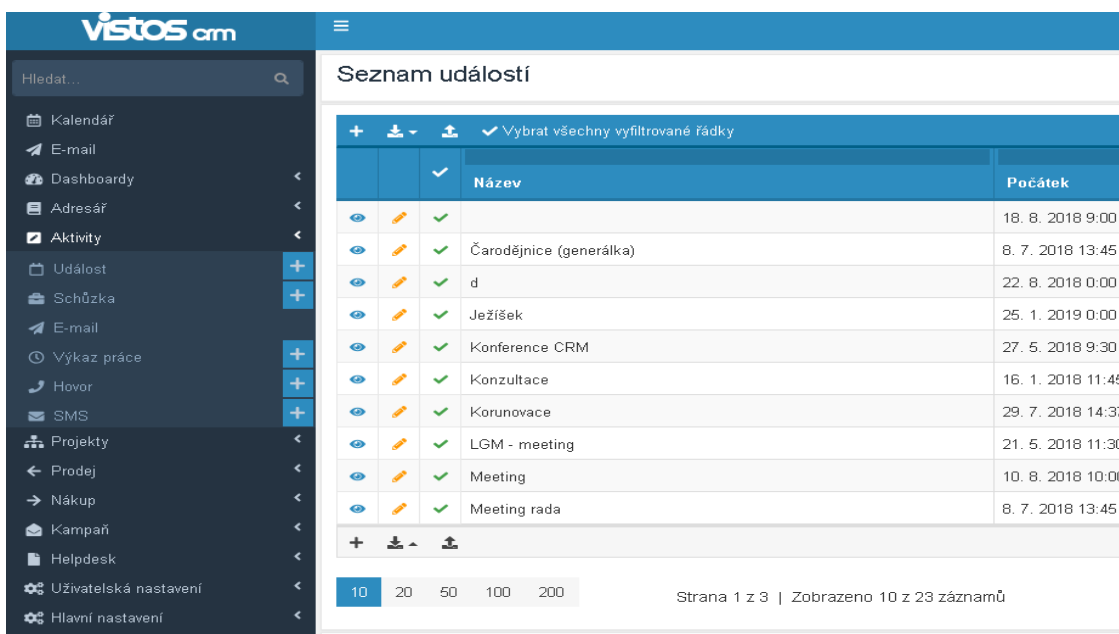 vistos crm
Hledat...
Kalendář
E-mail
Dashboardy
Adresář
Aktivity
Událost
Schůzka
E-mail
Výkaz práce
Hovor
SMS
Projekty
Prodej
Nákup
Kampaň
Helpdesk
Uživatelská nastavení
Hlavní nastavení
Seznam událostí
Vybrat všechny vyfiltrované řádky
Název Počátek
18. 8. 2018 9:00
Čarodějnice (generálka) 8. 7. 2018 13:45
d 22. 8. 2018 0:00
Ježíšek 25. 1. 2019 0:00
Konference CRM 27. 5. 2018 9:30
Konzultace 16. 1. 2018 11:45
Korunovace 29. 7. 2018 14:37
LGM - meeting 21. 5. 2018 11:30
Meeting 10. 8. 2018 10:00
Meeting rada 8. 7. 2018 13:45
10 20 50 100 200
Strana 1 z 3 | Zobrazeno 10 z 23 záznamů